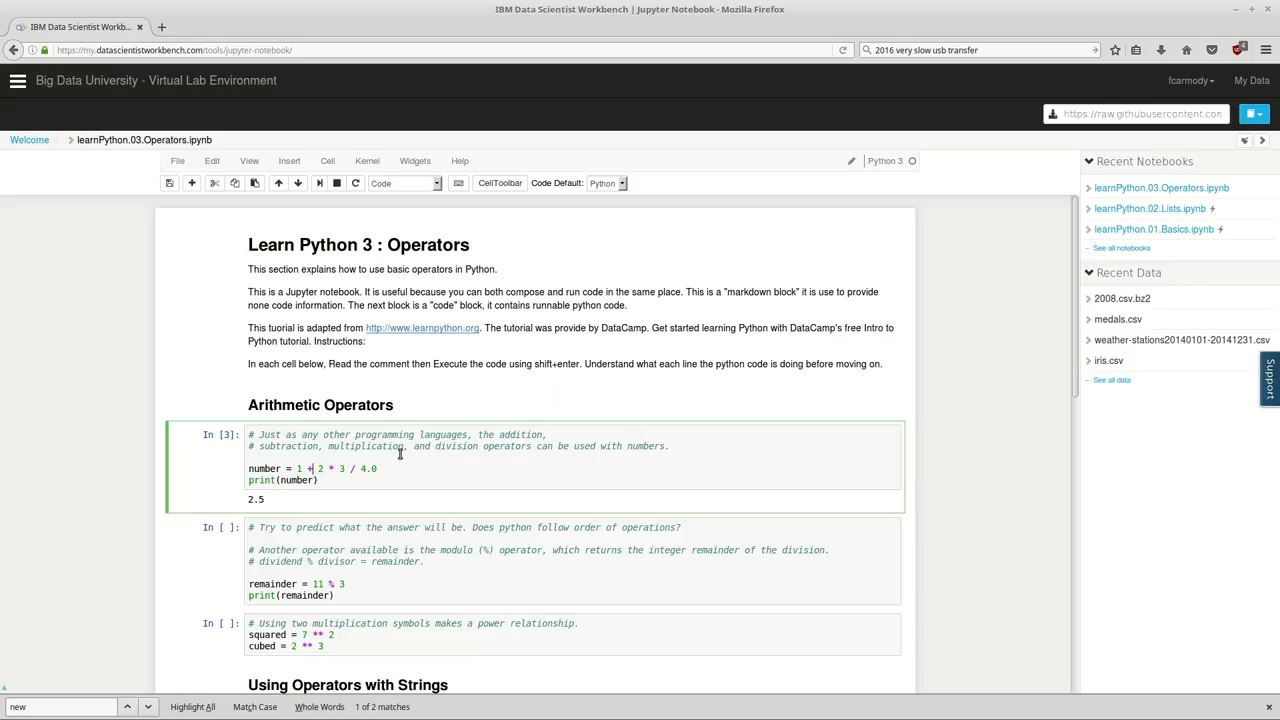 IBM Data Scientist Workbench | Jupyter Notebook - Mozilla Firefox
IBM Data Scientist Workb...
https://my.datascientistworkbench.com/tools/jupyter-notebook/
2016 very slow usb transfer
4
Big Data University - Virtual Lab Environment
fcarmody
My Data
https://raw.githubusercontent.con
Welcome
learnPython.03.Operators.ipynb
File Edit View Insert Cell Kernel Widgets Help
Python 3
Code
CellToolbar
Code Default:
Python
Learn Python 3 : Operators
This section explains how to use basic operators in Python.
This is a Jupyter notebook. It is useful because you can both compose and run code in the same place. This is a "markdown block" it is use to provide
none code information. The next block is a "code" block, it contains runnable python code.
This tuorial is adapted from http://www.learnpython.org. The tutorial was provide by DataCamp. Get started learning Python with DataCamp's free Intro to
Python tutorial. Instructions:
In each cell below, Read the comment then Execute the code using shift+enter. Understand what each line the python code is doing before moving on.
Arithmetic Operators
In [3]:
# Just as any other programming languages, the addition,
# subtraction, multiplication, and division operators can be used with numbers.
number = 1 + 2 * 3 / 4.0
print(number)
2.5
In [ ]:
# Try to predict what the answer will be. Does python follow order of operations?
# Another operator available is the modulo (%) operator, which returns the integer remainder of the division.
# dividend % divisor = remainder.
remainder = 11 % 3
print(remainder)
In [ ]:
# Using two multiplication symbols makes a power relationship.
squared = 7 ** 2
cubed = 2 ** 3
Using Operators with Strings
Recent Notebooks
learnPython.03.Operators.ipynb
learnPython.02.Lists.ipynb
learnPython.01.Basics.ipynb
See all notebooks
Recent Data
2008.csv.bz2
medals.csv
weather-stations20140101-20141231.csv
iris.csv
See all data
Support
new
Highlight All
Match Case
Whole Words
1 of 2 matches